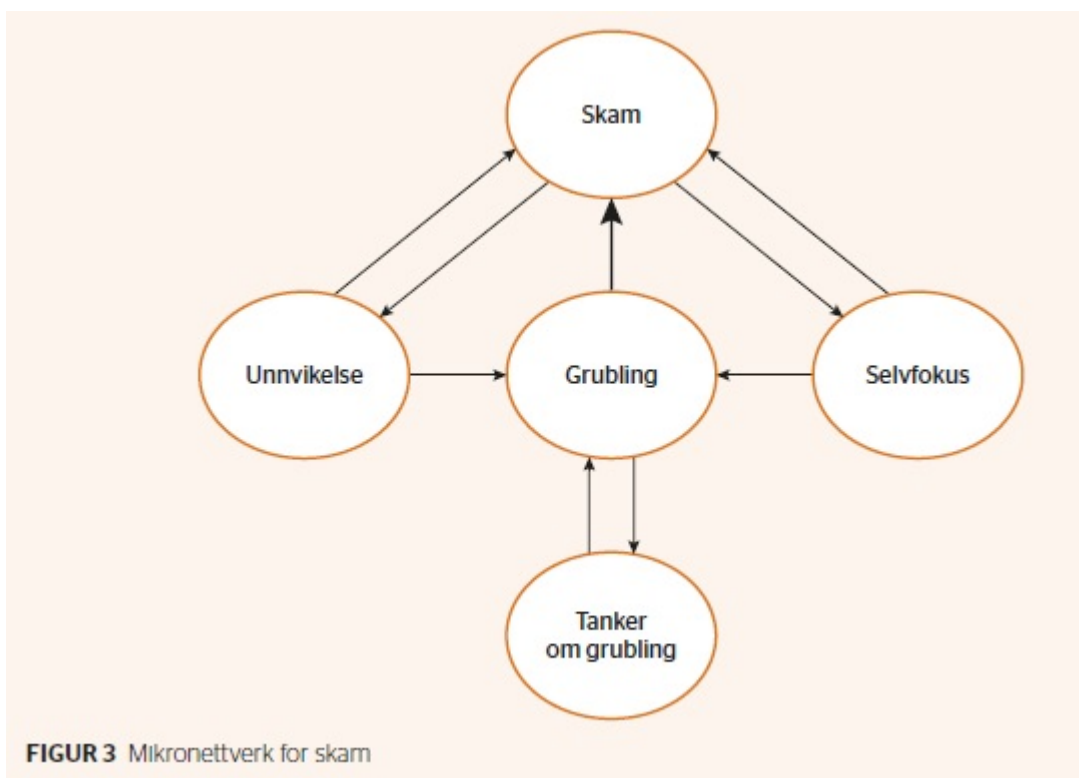 Skam
Unnvikelse
Grubling
Selvfokus
Tanker
om grubling
FIGUR 3 Mikronettverk for skam